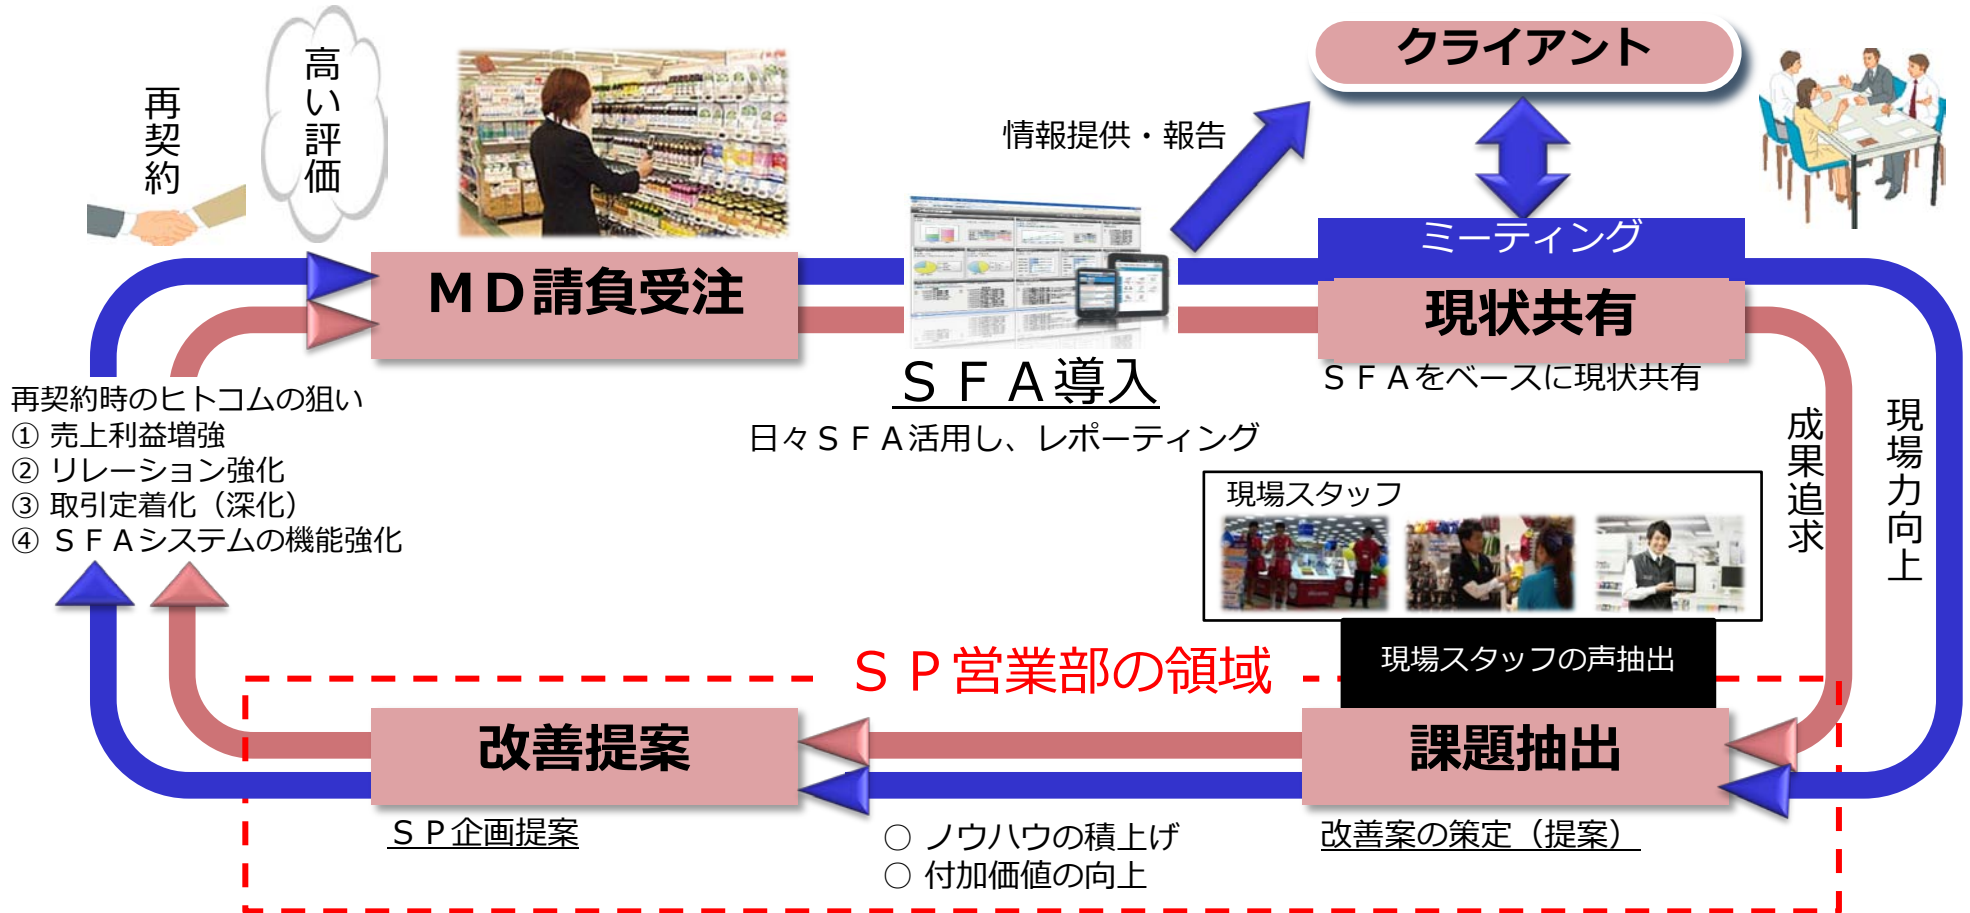 再契約
高い評価
クライアント
情報提供・報告
ミーティング
ＭＤ請負受注
現状共有
ＳＦＡ導入
ＳＦＡをベースに現状共有
日々ＳＦＡ活用し、レポーティング
再契約時のヒトコムの狙い
① 売上利益増強
② リレーション強化
③ 取引定着化（深化）
④ ＳＦＡシステムの機能強化
成果追求
現場力向上
現場スタッフ
現場スタッフの声抽出
ＳＰ営業部の領域
改善提案
課題抽出
ＳＰ企画提案
○ ノウハウの積上げ
○ 付加価値の向上
改善案の策定（提案）